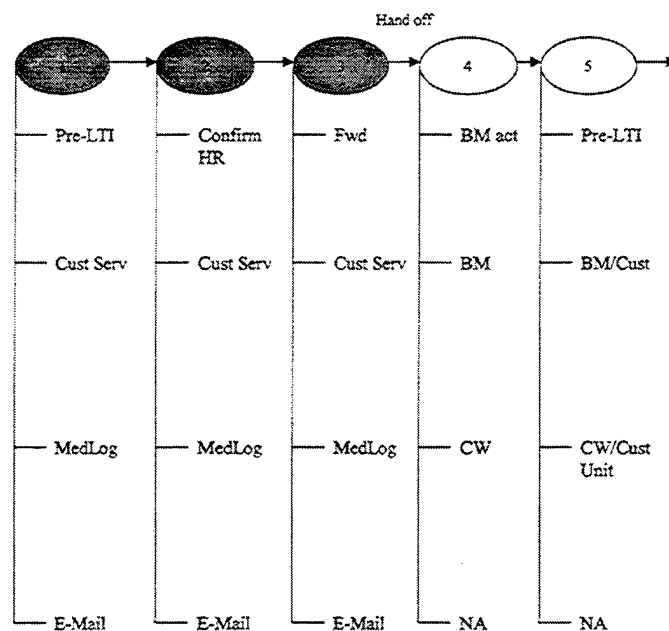 Hand off
1 2 3 4 5
Pre-LTI Confirm HR Fwd BM act Pre-LTI
Cust Serv Cust Serv Cust Serv BM BM/Cust
MedLog MedLog MedLog CW CW/Cust Unit
E-Mail E-Mail E-Mail NA NA